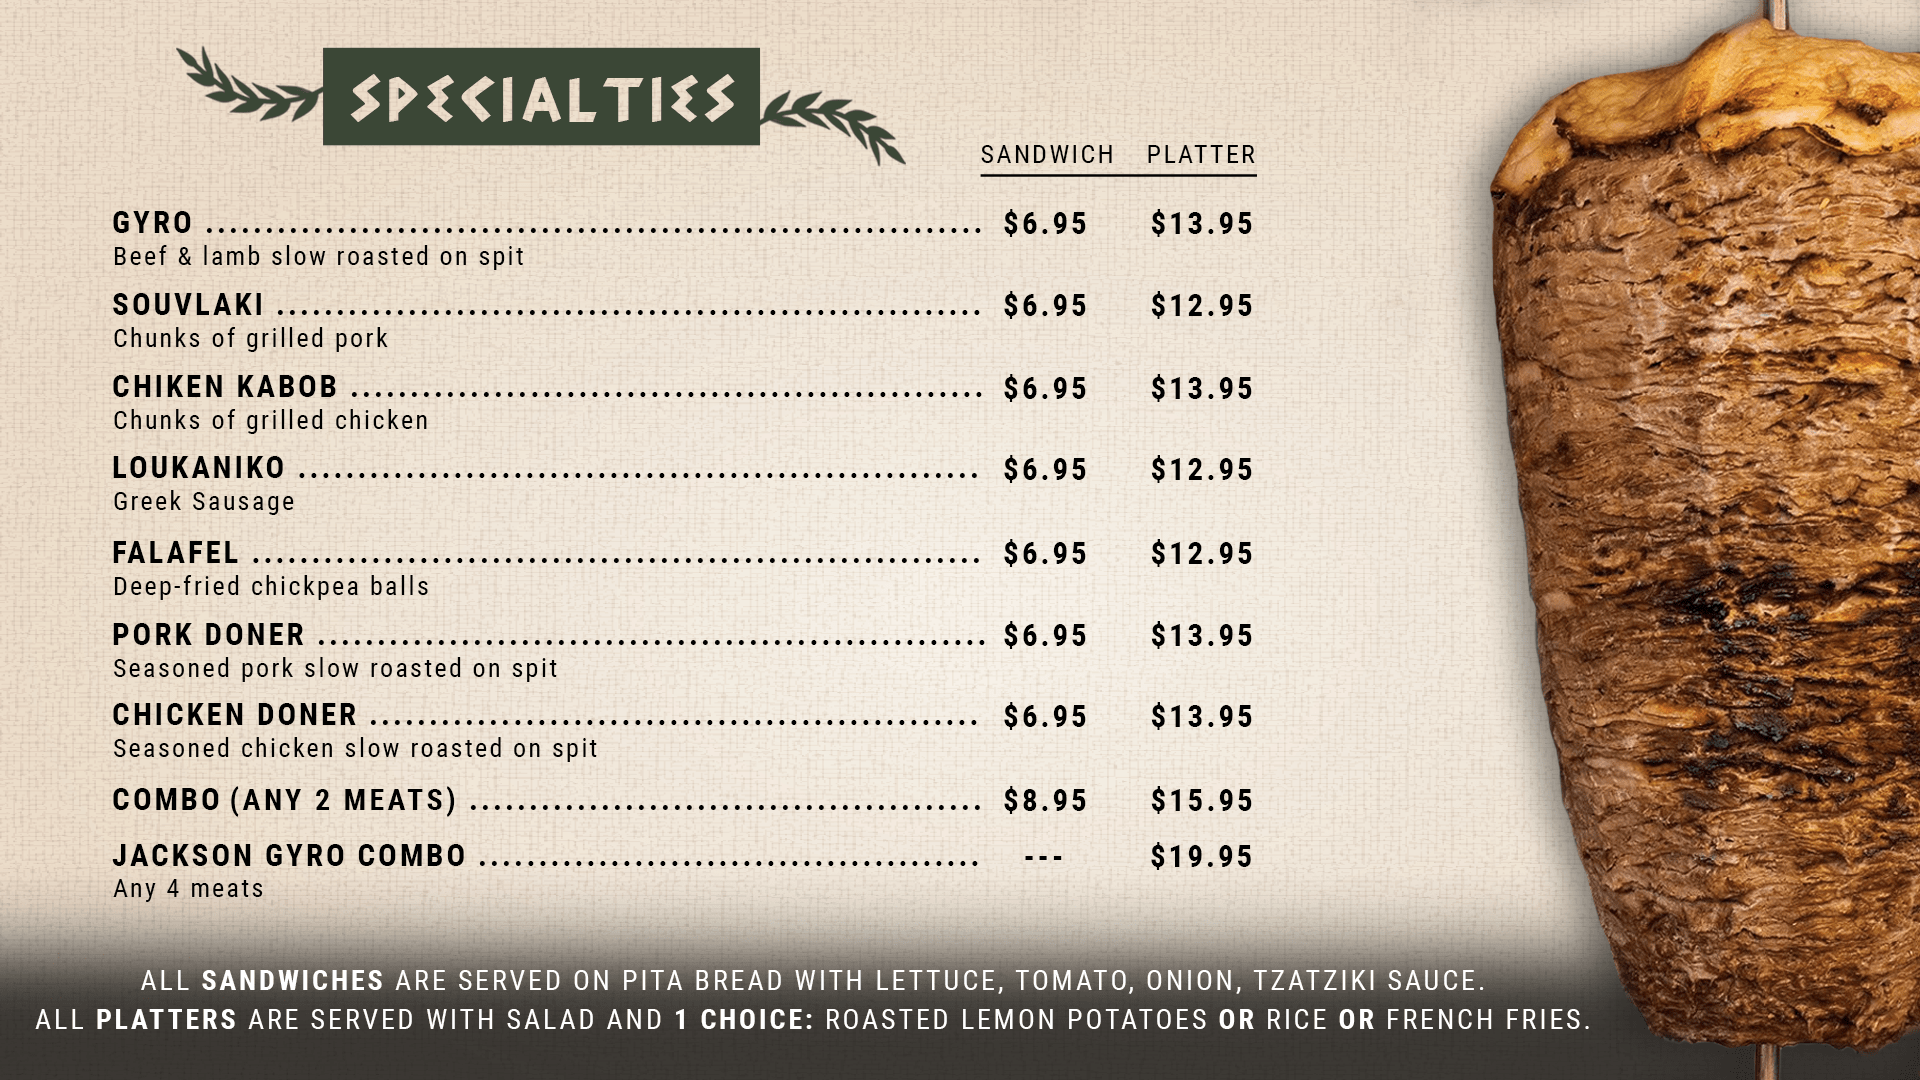 SPECIALTIES
SANDWICH PLATTER
GYRO ........................................ $6.95 $13.95
Beef & lamb slow roasted on spit
SOUVLAKI ........................................ $6.95 $12.95
Chunks of grilled pork
CHIKEN KABOB ........................................ $6.95 $13.95
Chunks of grilled chicken
LOUKANIKO ........................................ $6.95 $12.95
Greek Sausage
FALAFEL ........................................ $6.95 $12.95
Deep-fried chickpea balls
PORK DONER ........................................ $6.95 $13.95
Seasoned pork slow roasted on spit
CHICKEN DONER ........................................ $6.95 $13.95
Seasoned chicken slow roasted on spit
COMBO (ANY 2 MEATS) ........................................ $8.95 $15.95
JACKSON GYRO COMBO ........................................ --- $19.95
Any 4 meats
ALL SANDWICHES ARE SERVED ON PITA BREAD WITH LETTUCE, TOMATO, ONION, TZATZIKI SAUCE.
ALL PLATTERS ARE SERVED WITH SALAD AND 1 CHOICE: ROASTED LEMON POTATOES OR RICE OR FRENCH FRIES.